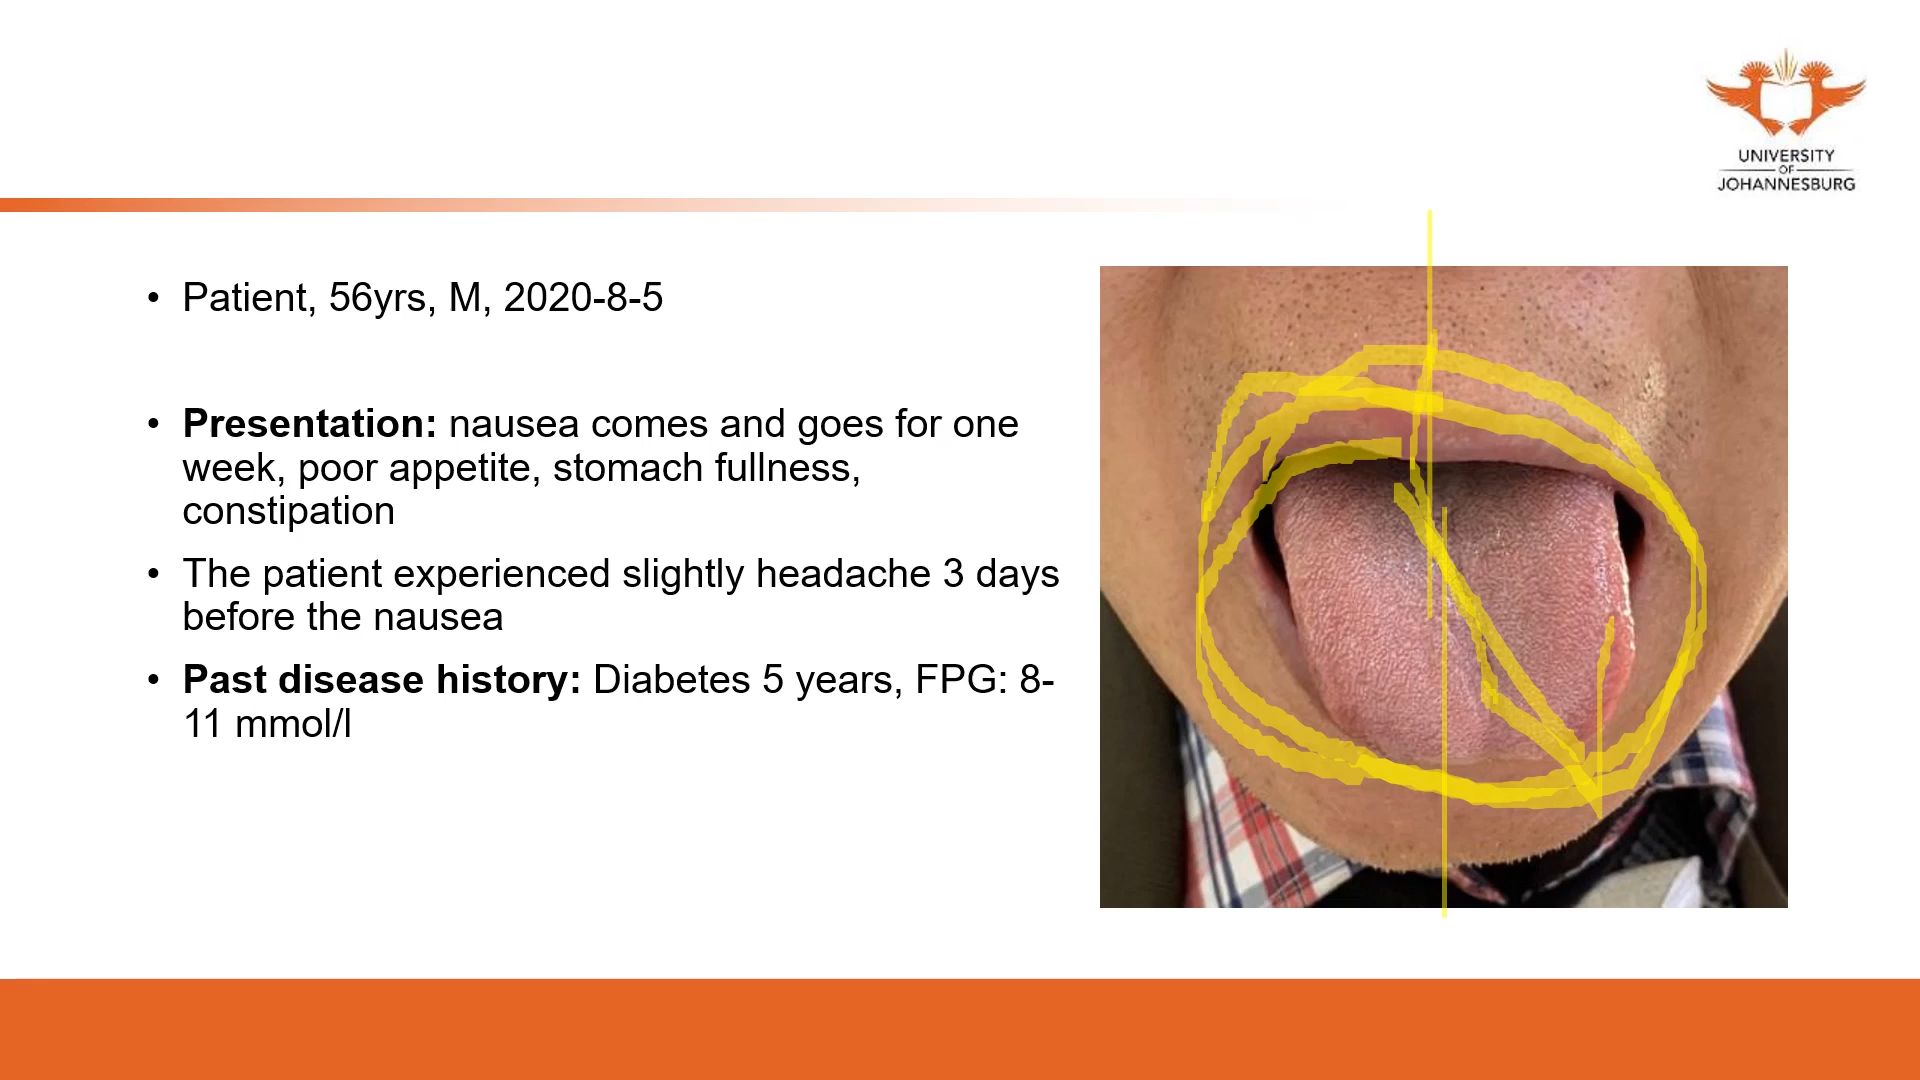 UNIVERSITY
OF
JOHANNESBURG
• Patient, 56yrs, M, 2020-8-5
• Presentation: nausea comes and goes for one
week, poor appetite, stomach fullness,
constipation
• The patient experienced slightly headache 3 days
before the nausea
• Past disease history: Diabetes 5 years, FPG: 8-
11 mmol/l